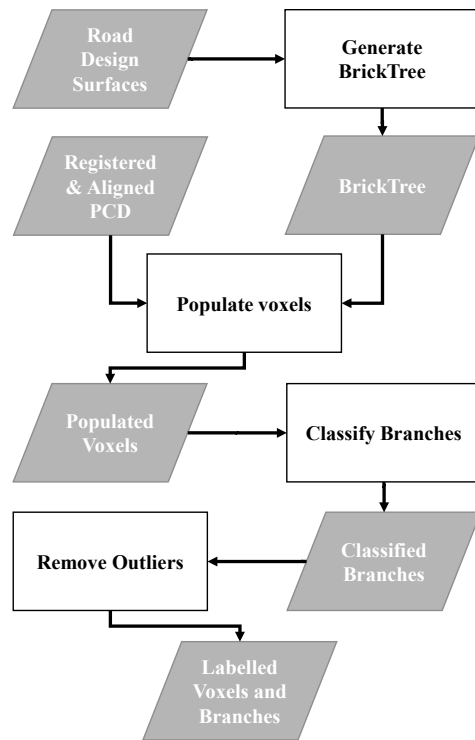 Road
Design
Surfaces
Generate
BrickTree
Registered
& Aligned
PCD
BrickTree
Populate voxels
Populated
Voxels
Classify Branches
Remove Outliers
Classified
Branches
Labelled
Voxels and
Branches